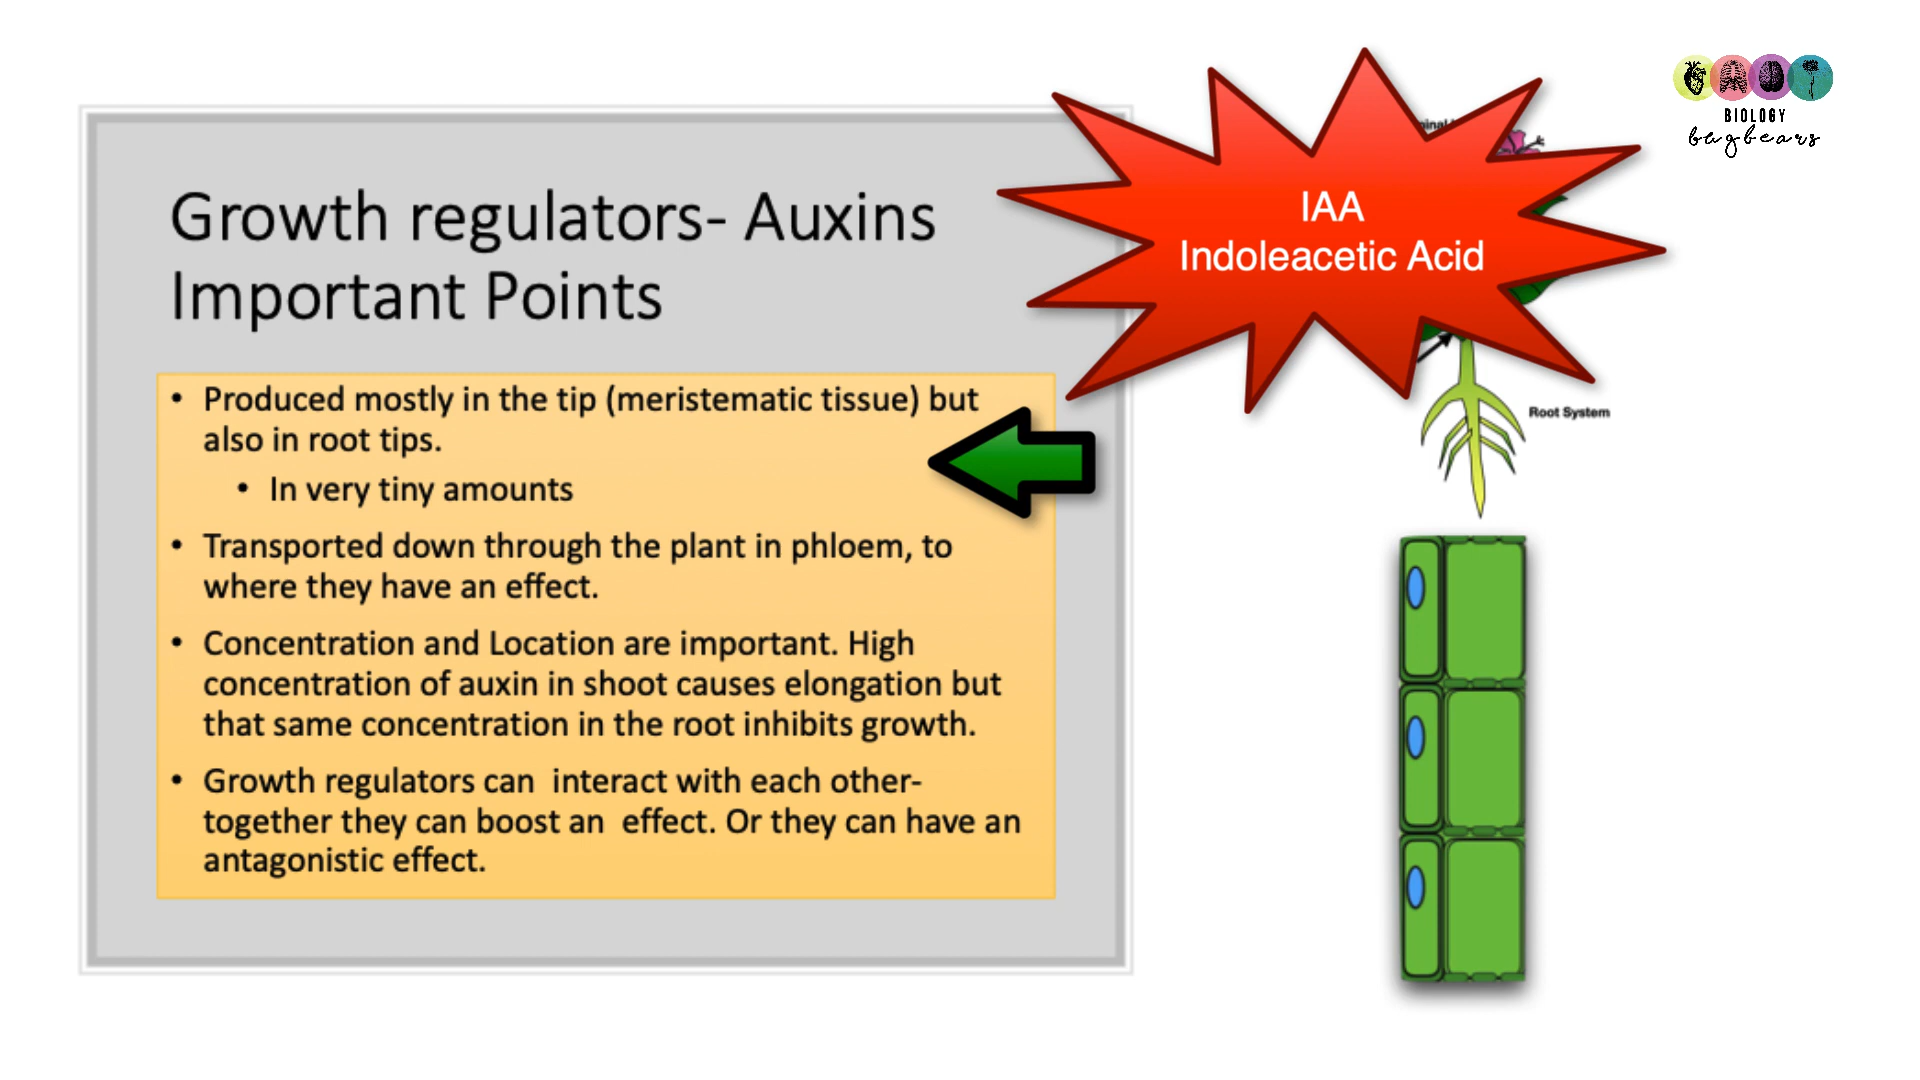 BIOLOGY
bugbears
IAA
Indoleacetic Acid
Growth regulators- Auxins
Important Points
• Produced mostly in the tip (meristematic tissue) but
also in root tips.
• In very tiny amounts
• Transported down through the plant in phloem, to
where they have an effect.
• Concentration and Location are important. High
concentration of auxin in shoot causes elongation but
that same concentration in the root inhibits growth.
• Growth regulators can  interact with each other-
together they can boost an  effect. Or they can have an
antagonistic effect.
Root System